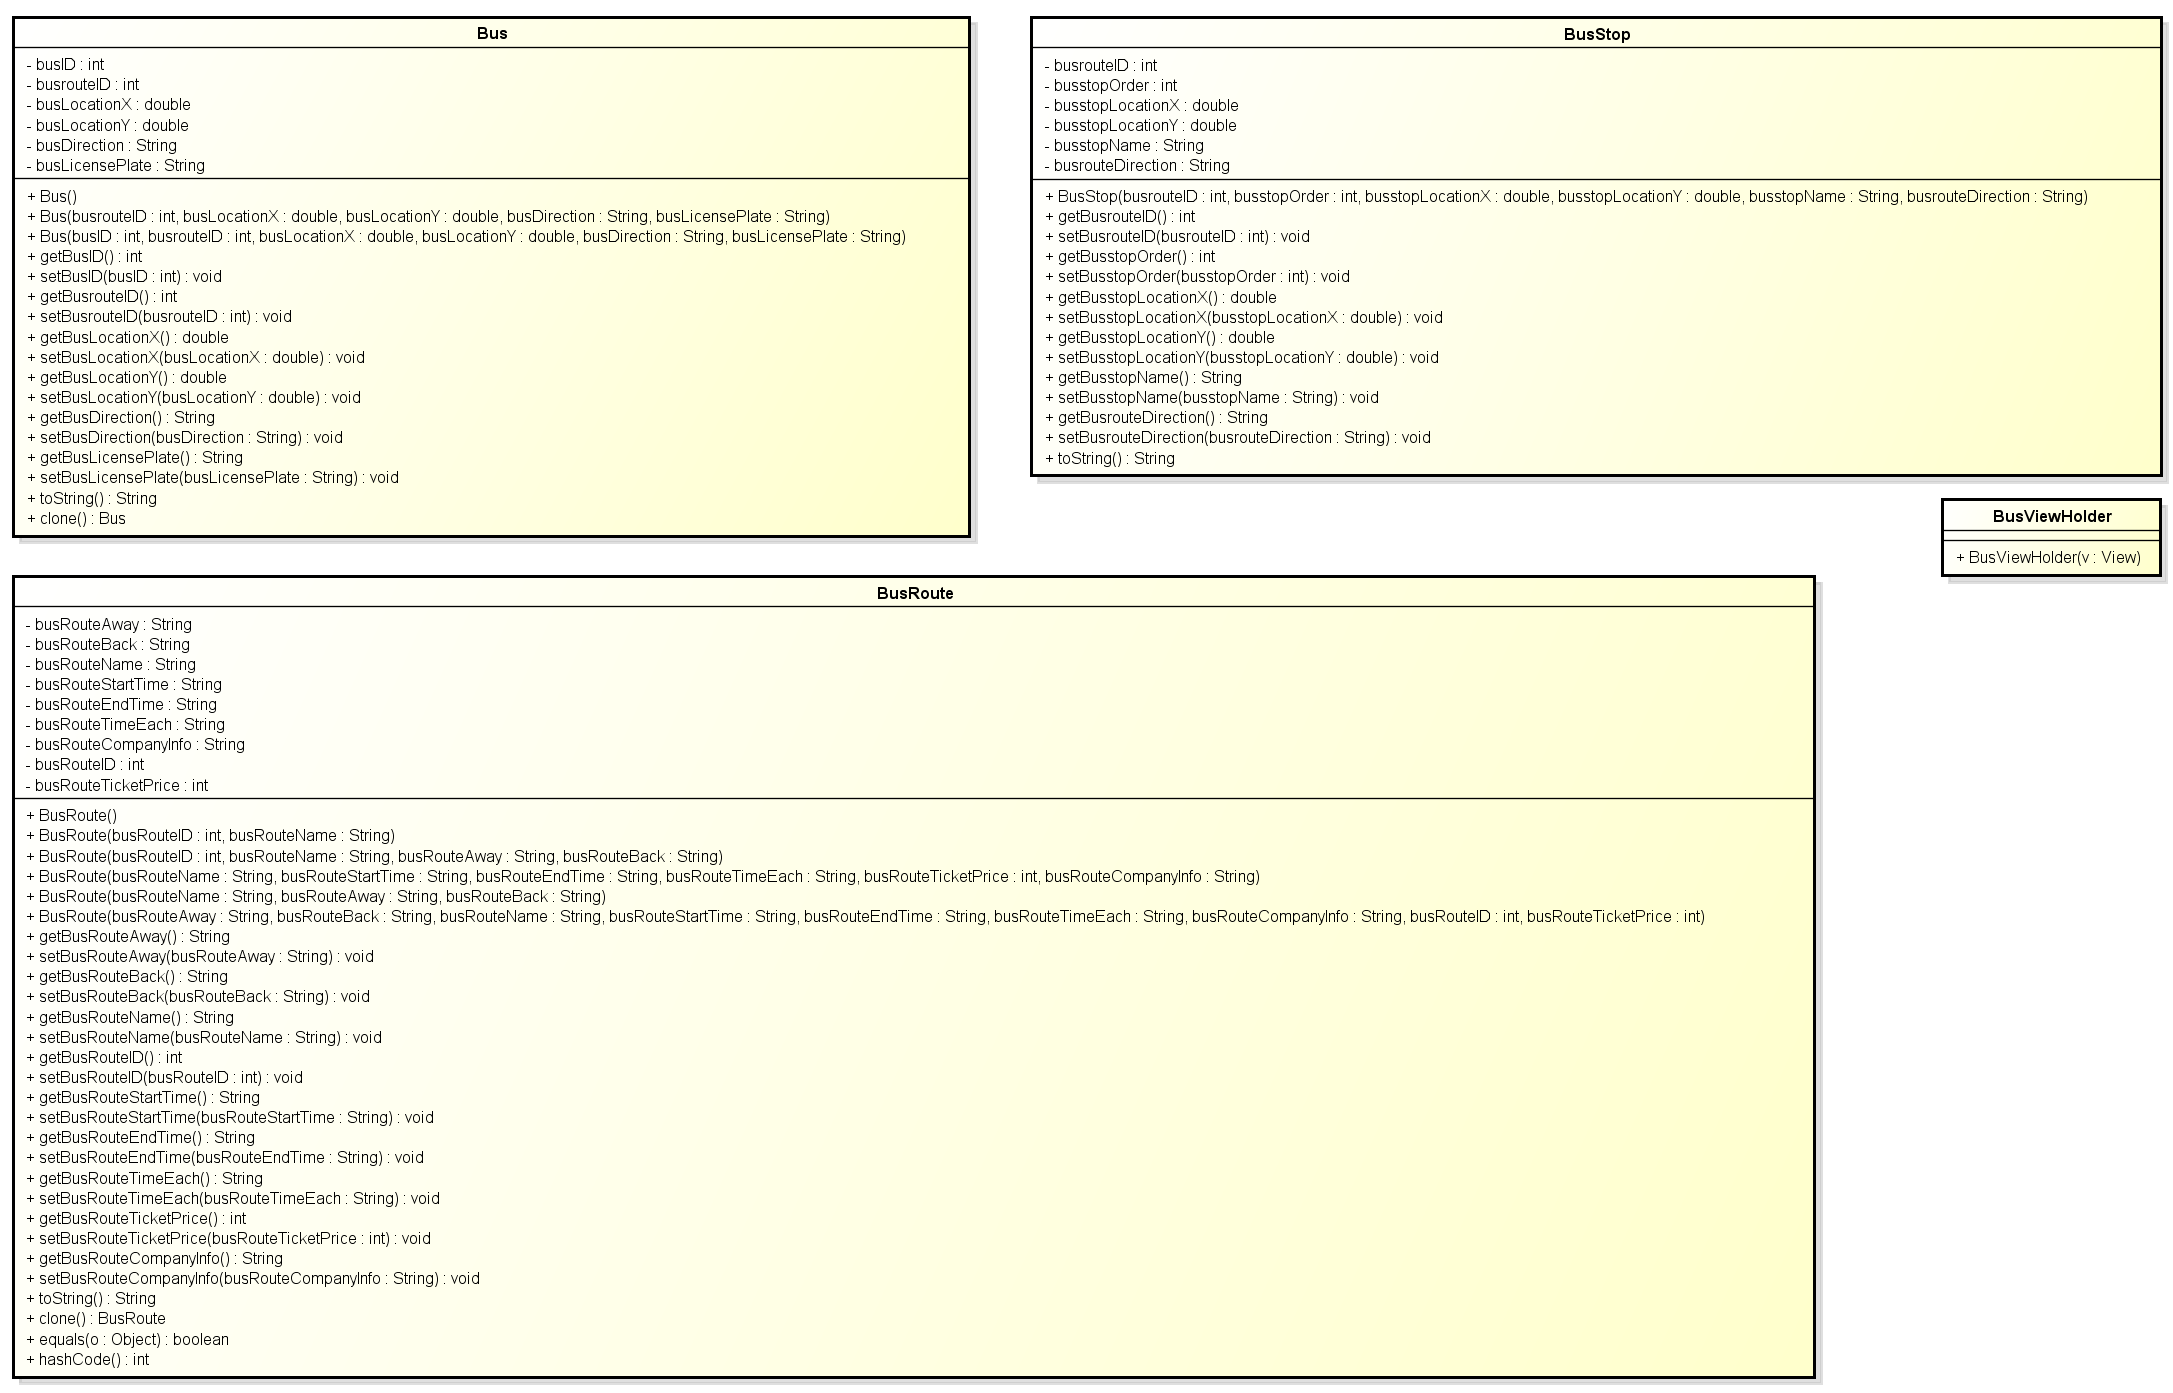 Bus
- busID : int
- busrouteID : int
- busLocationX : double
- busLocationY : double
- busDirection : String
- busLicensePlate : String
+ Bus()
+ Bus(busrouteID : int, busLocationX : double, busLocationY : double, busDirection : String, busLicensePlate : String)
+ Bus(busID : int, busrouteID : int, busLocationX : double, busLocationY : double, busDirection : String, busLicensePlate : String)
+ getBusID() : int
+ setBusID(busID : int) : void
+ getBusrouteID() : int
+ setBusrouteID(busrouteID : int) : void
+ getBusLocationX() : double
+ setBusLocationX(busLocationX : double) : void
+ getBusLocationY() : double
+ setBusLocationY(busLocationY : double) : void
+ getBusDirection() : String
+ setBusDirection(busDirection : String) : void
+ getBusLicensePlate() : String
+ setBusLicensePlate(busLicensePlate : String) : void
+ toString() : String
+ clone() : Bus
BusStop
- busrouteID : int
- busstopOrder : int
- busstopLocationX : double
- busstopLocationY : double
- busstopName : String
- busrouteDirection : String
+ BusStop(busrouteID : int, busstopOrder : int, busstopLocationX : double, busstopLocationY : double, busstopName : String, busrouteDirection : String)
+ getBusrouteID() : int
+ setBusrouteID(busrouteID : int) : void
+ getBusstopOrder() : int
+ setBusstopOrder(busstopOrder : int) : void
+ getBusstopLocationX() : double
+ setBusstopLocationX(busstopLocationX : double) : void
+ getBusstopLocationY() : double
+ setBusstopLocationY(busstopLocationY : double) : void
+ getBusstopName() : String
+ setBusstopName(busstopName : String) : void
+ getBusrouteDirection() : String
+ setBusrouteDirection(busrouteDirection : String) : void
+ toString() : String
BusViewHolder
+ BusViewHolder(v : View)
BusRoute
- busRouteAway : String
- busRouteBack : String
- busRouteName : String
- busRouteStartTime : String
- busRouteEndTime : String
- busRouteTimeEach : String
- busRouteCompanyInfo : String
- busRouteID : int
- busRouteTicketPrice : int
+ BusRoute()
+ BusRoute(busRouteID : int, busRouteName : String)
+ BusRoute(busRouteID : int, busRouteName : String, busRouteAway : String, busRouteBack : String)
+ BusRoute(busRouteName : String, busRouteStartTime : String, busRouteEndTime : String, busRouteTimeEach : String, busRouteTicketPrice : int, busRouteCompanyInfo : String)
+ BusRoute(busRouteName : String, busRouteAway : String, busRouteBack : String)
+ BusRoute(busRouteAway : String, busRouteBack : String, busRouteName : String, busRouteStartTime : String, busRouteEndTime : String, busRouteTimeEach : String, busRouteCompanyInfo : String, busRouteID : int, busRouteTicketPrice : int)
+ getBusRouteAway() : String
+ setBusRouteAway(busRouteAway : String) : void
+ getBusRouteBack() : String
+ setBusRouteBack(busRouteBack : String) : void
+ getBusRouteName() : String
+ setBusRouteName(busRouteName : String) : void
+ getBusRouteID() : int
+ setBusRouteID(busRouteID : int) : void
+ getBusRouteStartTime() : String
+ setBusRouteStartTime(busRouteStartTime : String) : void
+ getBusRouteEndTime() : String
+ setBusRouteEndTime(busRouteEndTime : String) : void
+ getBusRouteTimeEach() : String
+ setBusRouteTimeEach(busRouteTimeEach : String) : void
+ getBusRouteTicketPrice() : int
+ setBusRouteTicketPrice(busRouteTicketPrice : int) : void
+ getBusRouteCompanyInfo() : String
+ setBusRouteCompanyInfo(busRouteCompanyInfo : String) : void
+ toString() : String
+ clone() : BusRoute
+ equals(o : Object) : boolean
+ hashCode() : int